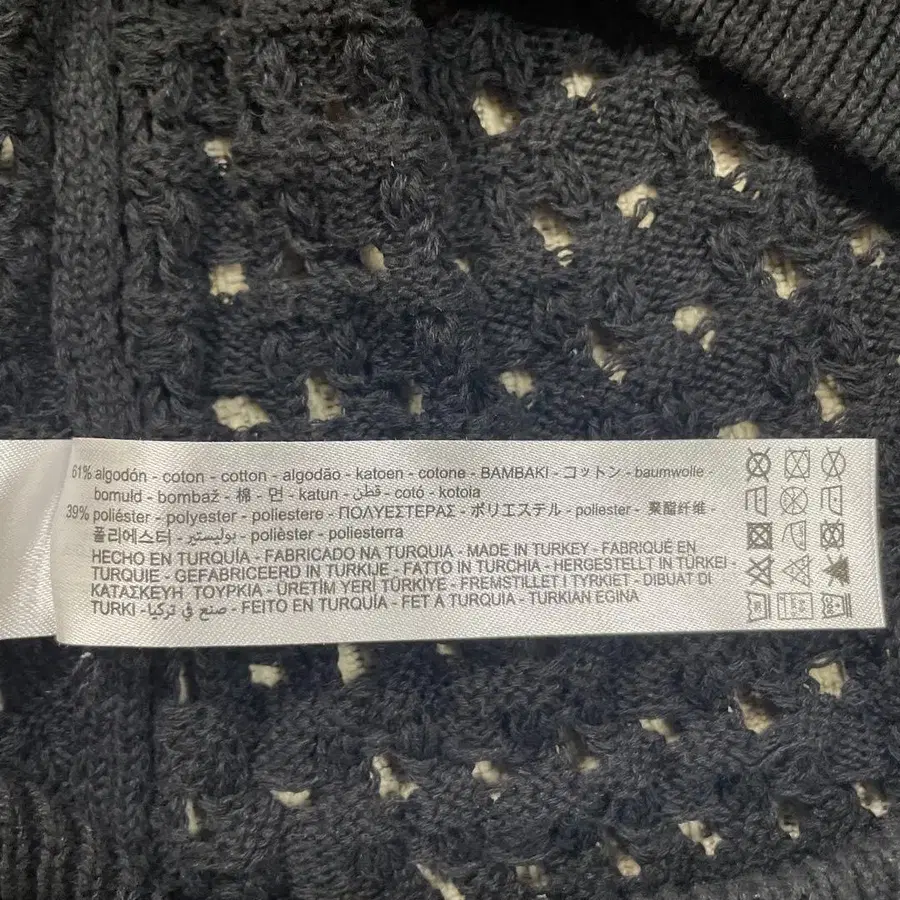 61% algodón - coton - cotton - algodão - katoen - cotone - BAMBAKI - コットン - baumwolle -
bomuld - bombaž - 棉 - 면 - katun - قطن - cotó - kotoia
39% poliéster - polyester - poliestere - ΠΟΛΥΕΣΤΕΡΑΣ - ポリエステル - poliester - 聚酯纤维 -
폴리에스터 - بوليستير - polièster - poliesterra
HECHO EN TURQUÍA - FABRICADO NA TURQUIA - MADE IN TURKEY - FABRIQUÉ EN
TURQUIE - GEFABRICEERD IN TURKIJE - FATTO IN TURCHIA - HERGESTELLT IN TÜRKEI -
ΚΑΤΑΣΚΕΥΗ ΤΟΥΡΚΙΑ - ÜRETİM YERİ TÜRKİYE - FREMSTILLET I TYRKIET - DIBUAT DI
TURKI - صنع في تركيا - FEITO EN TURQUÍA - FET A TURQUIA - TURKIAN EGINA